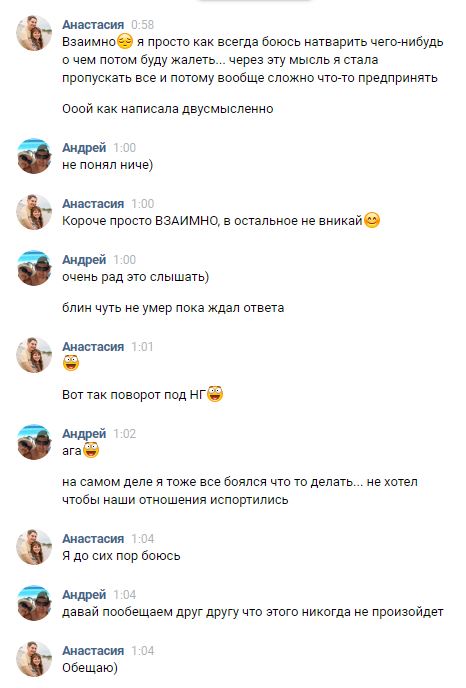 Анастасия 0:58
Взаимно😔 я просто как всегда боюсь натварить чего-нибудь
о чем потом буду жалеть... через эту мысль я стала
пропускать все и потому вообще сложно что-то предпринять
Ооой как написала двусмысленно
Андрей 1:00
не понял ниче)
Анастасия 1:00
Короче просто ВЗАИМНО, в остальное не вникай😊
Андрей 1:00
очень рад это слышать)
блин чуть не умер пока ждал ответа
Анастасия 1:01
😄
Вот так поворот под НГ😄
Андрей 1:02
ага😄
на самом деле я тоже все боялся что то делать... не хотел
чтобы наши отношения испортились
Анастасия 1:04
Я до сих пор боюсь
Андрей 1:04
давай пообещаем друг другу что этого никогда не произойдет
Анастасия 1:04
Обещаю)